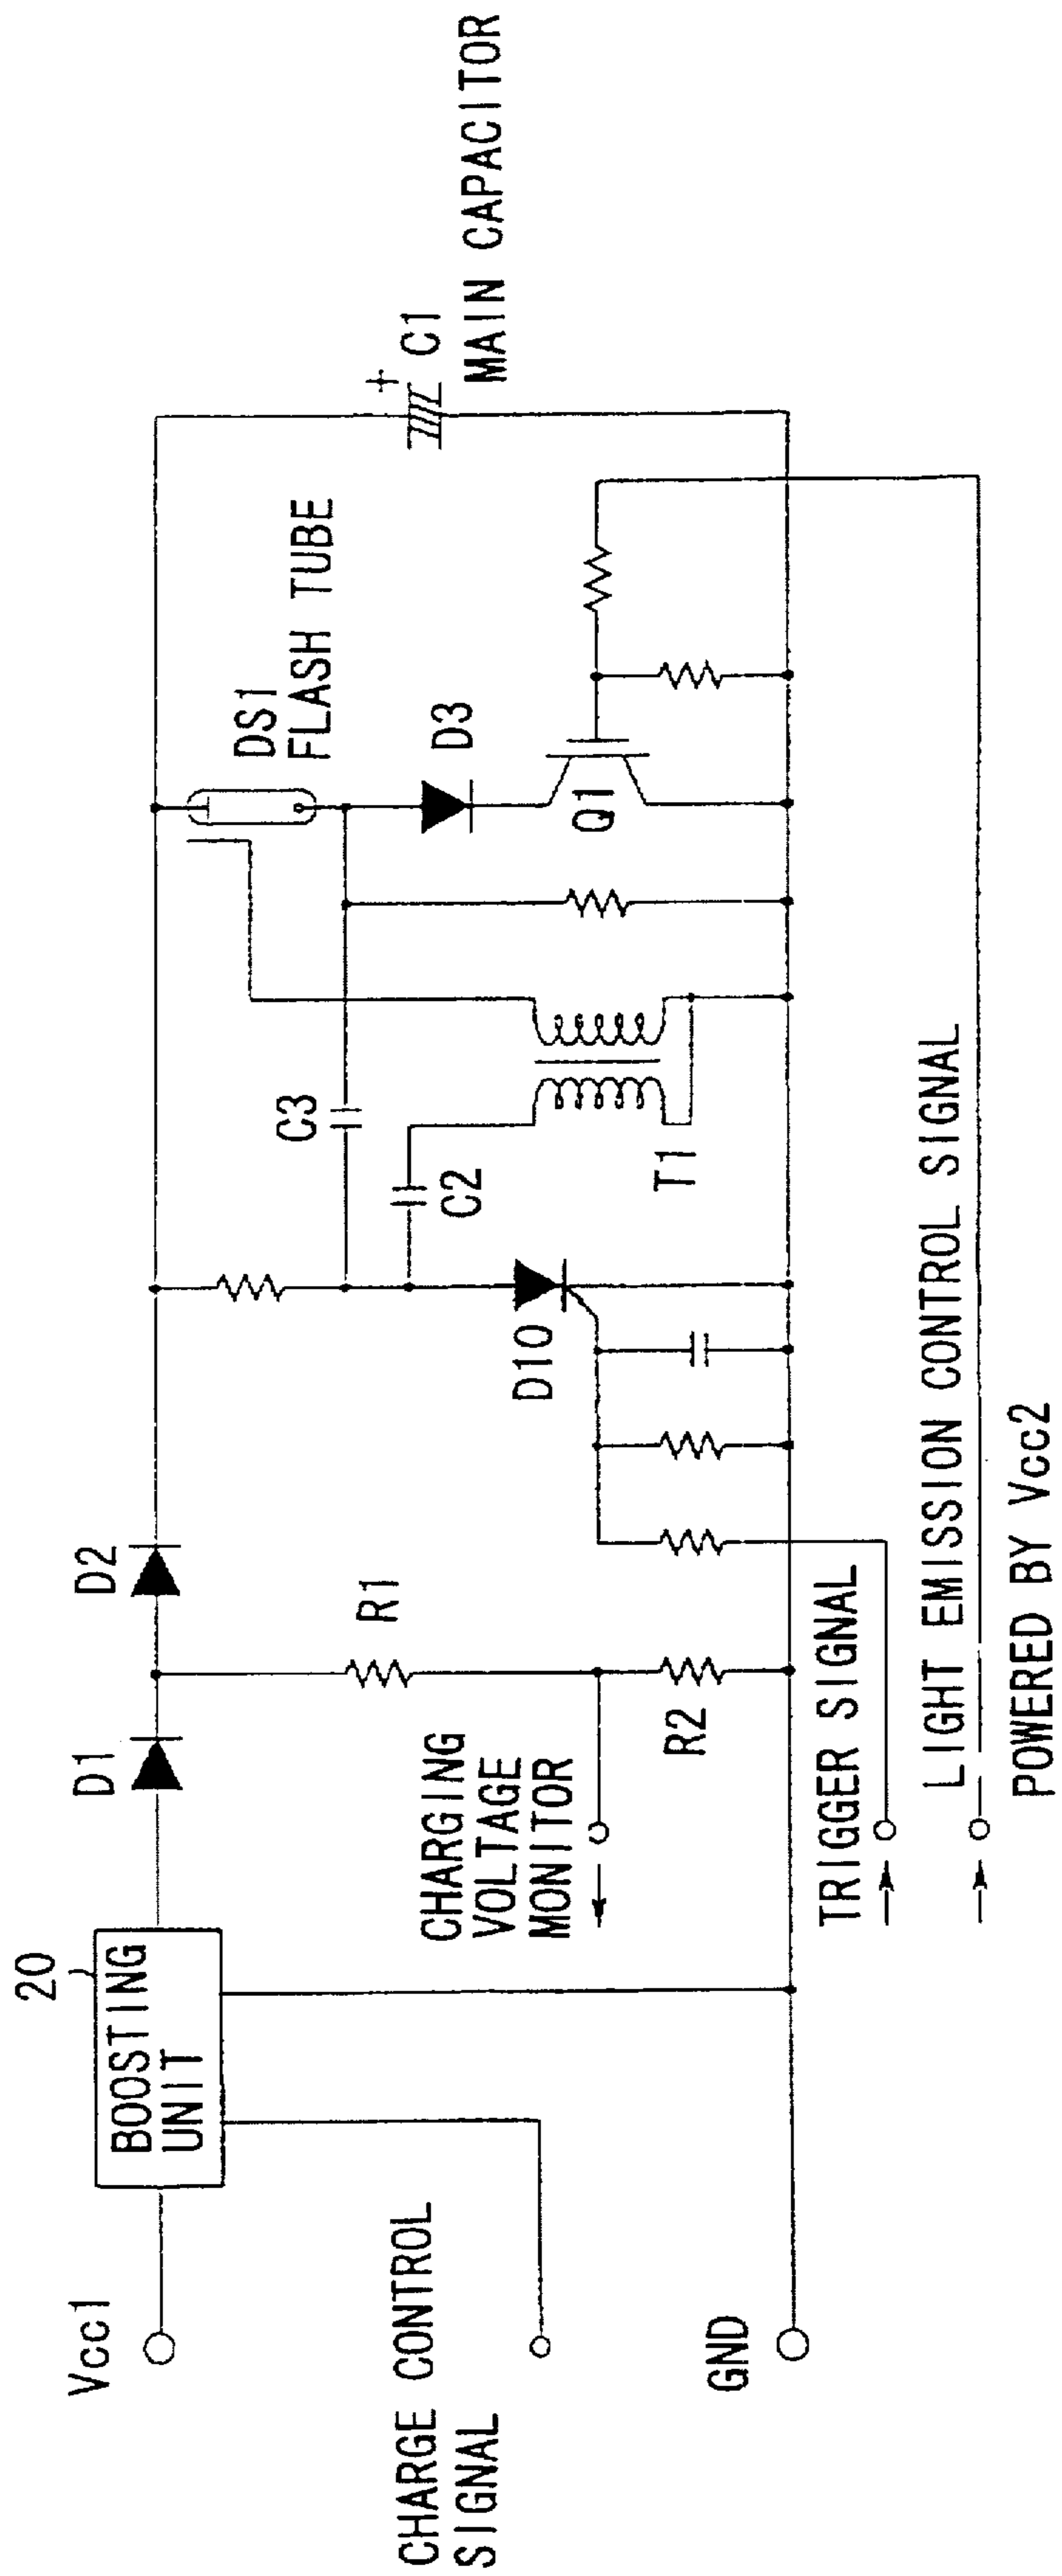 Vcc1
20
BOOSTING
UNIT
D1
D2
CHARGE CONTROL
SIGNAL
GND
CHARGING
VOLTAGE
MONITOR
R1
R2
D10
C3
C2
T1
DS1
FLASH TUBE
D3
Q1
+
C1
MAIN CAPACITOR
TRIGGER SIGNAL
LIGHT EMISSION CONTROL SIGNAL
POWERED BY Vcc2